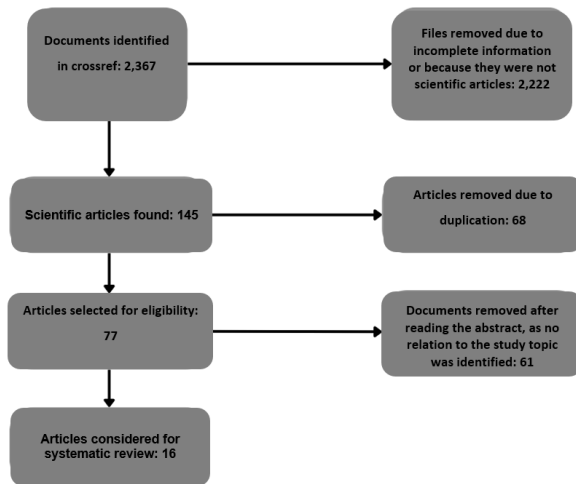 Documents identified
in crossref: 2,367
Files removed due to
incomplete information
or because they were not
scientific articles: 2,222
Scientific articles found: 145
Articles removed due to
duplication: 68
Articles selected for eligibility:
77
Documents removed after
reading the abstract, as no
relation to the study topic
was identified: 61
Articles considered for
systematic review: 16